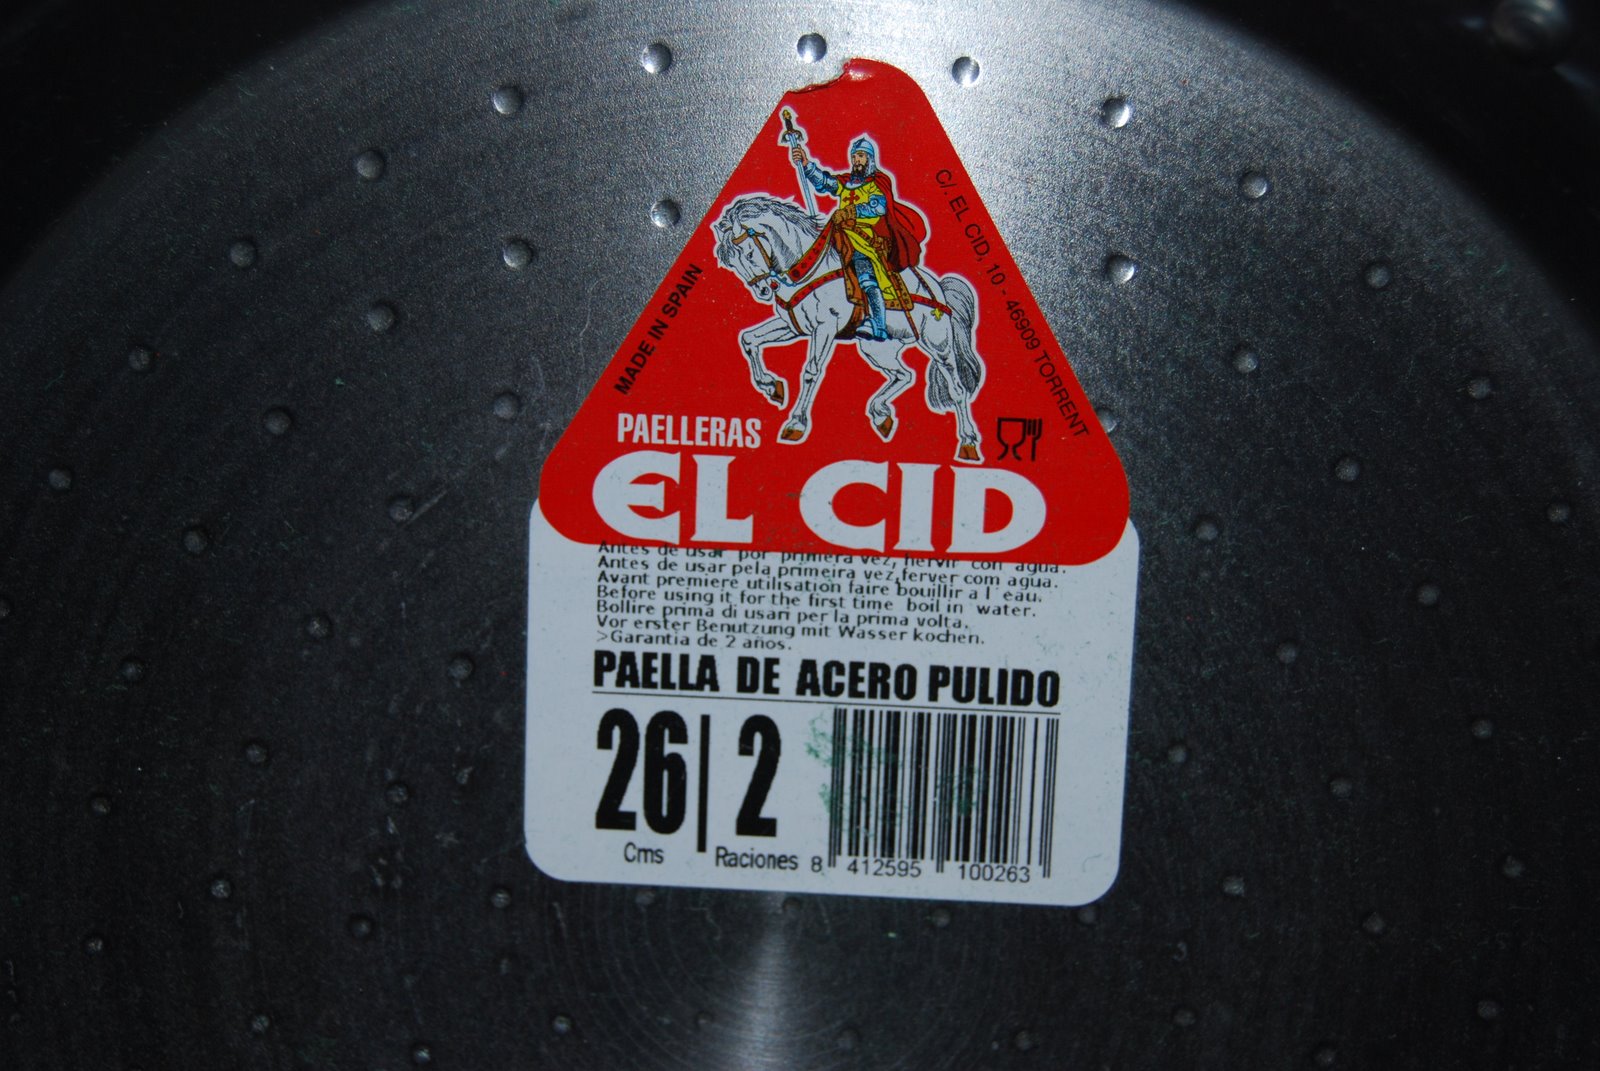 MADE IN SPAIN
C/. EL CID, 10 - 46909 TORRENT
PAELLERAS
EL CID
Antes de usar por primera vez, hervir con agua.
Antes de usar pela primeira vez,ferver com agua.
Avant premiere utilisation faire bouillir a l' eau.
Before using it for the first time boil in water.
Bollire prima di usari per la prima volta.
Vor erster Benutzung mit Wasser kochen.
>Garantia de 2 años.
PAELLA DE ACERO PULIDO
26 | 2
Cms Raciones
8 412595 100263